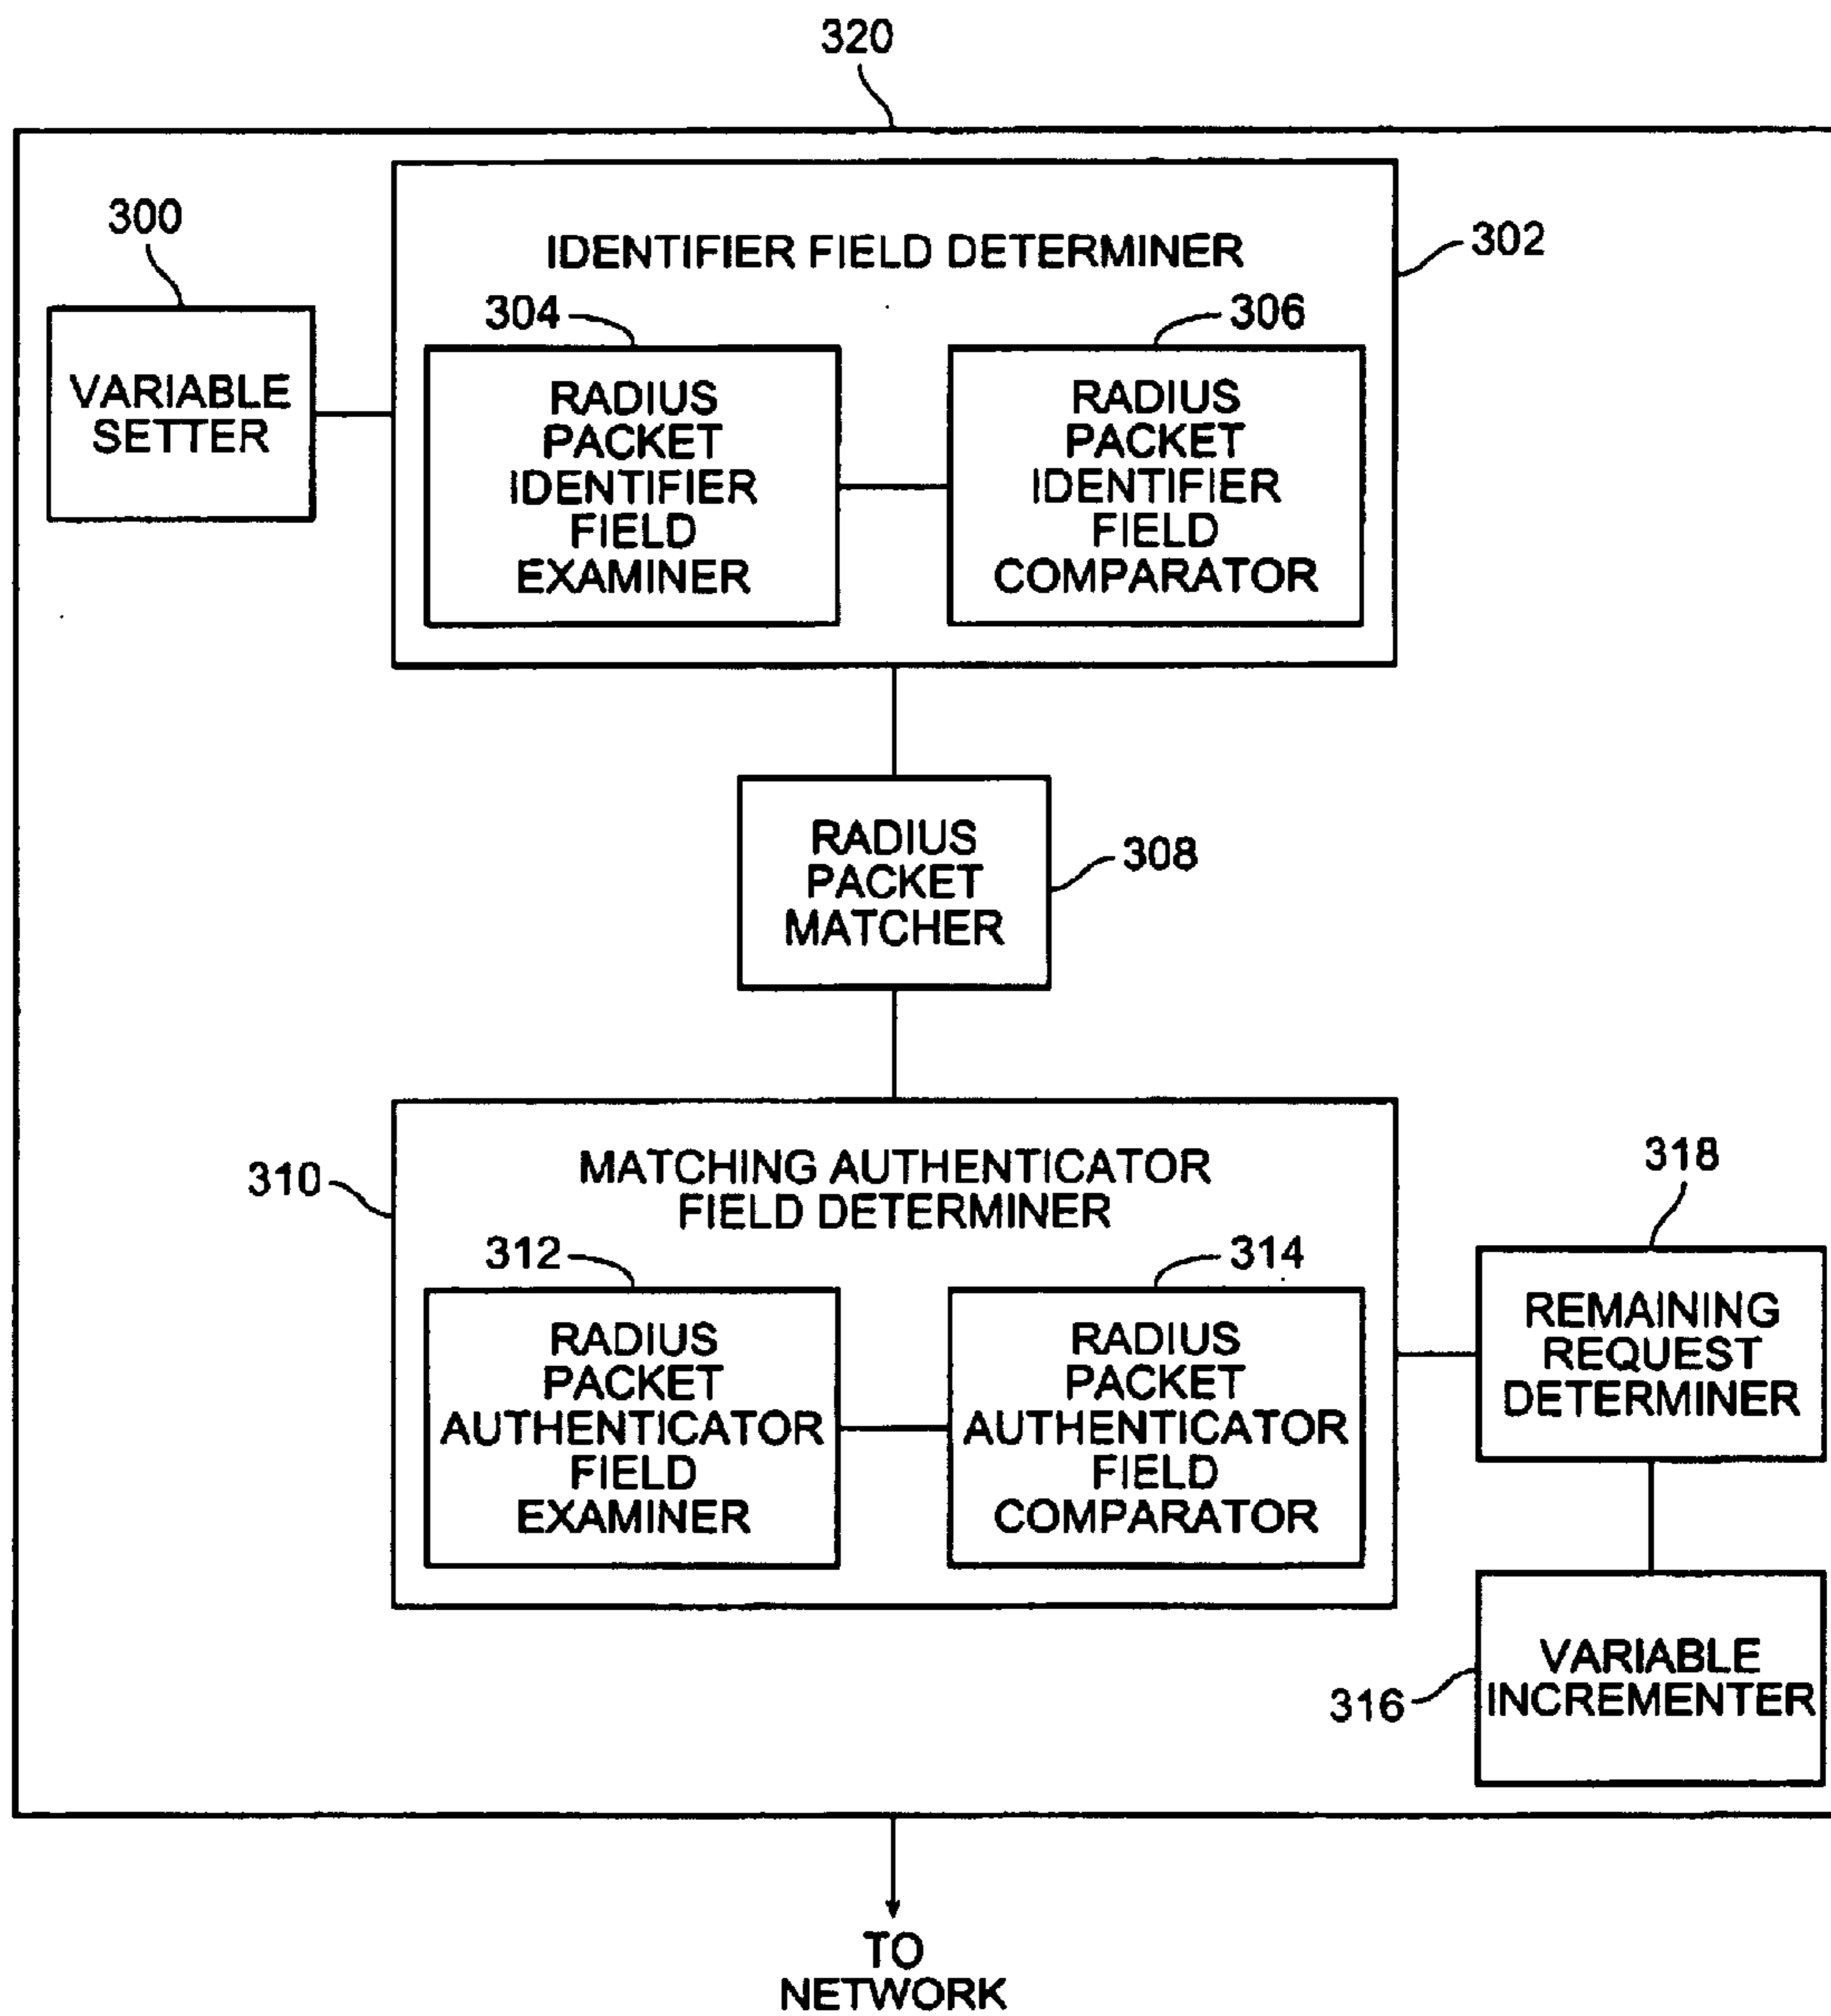 320
300
IDENTIFIER FIELD DETERMINER
302
304
306
VARIABLE
SETTER
RADIUS
PACKET
IDENTIFIER
FIELD
EXAMINER
RADIUS
PACKET
IDENTIFIER
FIELD
COMPARATOR
RADIUS
PACKET
MATCHER
308
310
MATCHING AUTHENTICATOR
FIELD DETERMINER
312
314
318
RADIUS
PACKET
AUTHENTICATOR
FIELD
EXAMINER
RADIUS
PACKET
AUTHENTICATOR
FIELD
COMPARATOR
REMAINING
REQUEST
DETERMINER
316
VARIABLE
INCREMENTER
TO
NETWORK